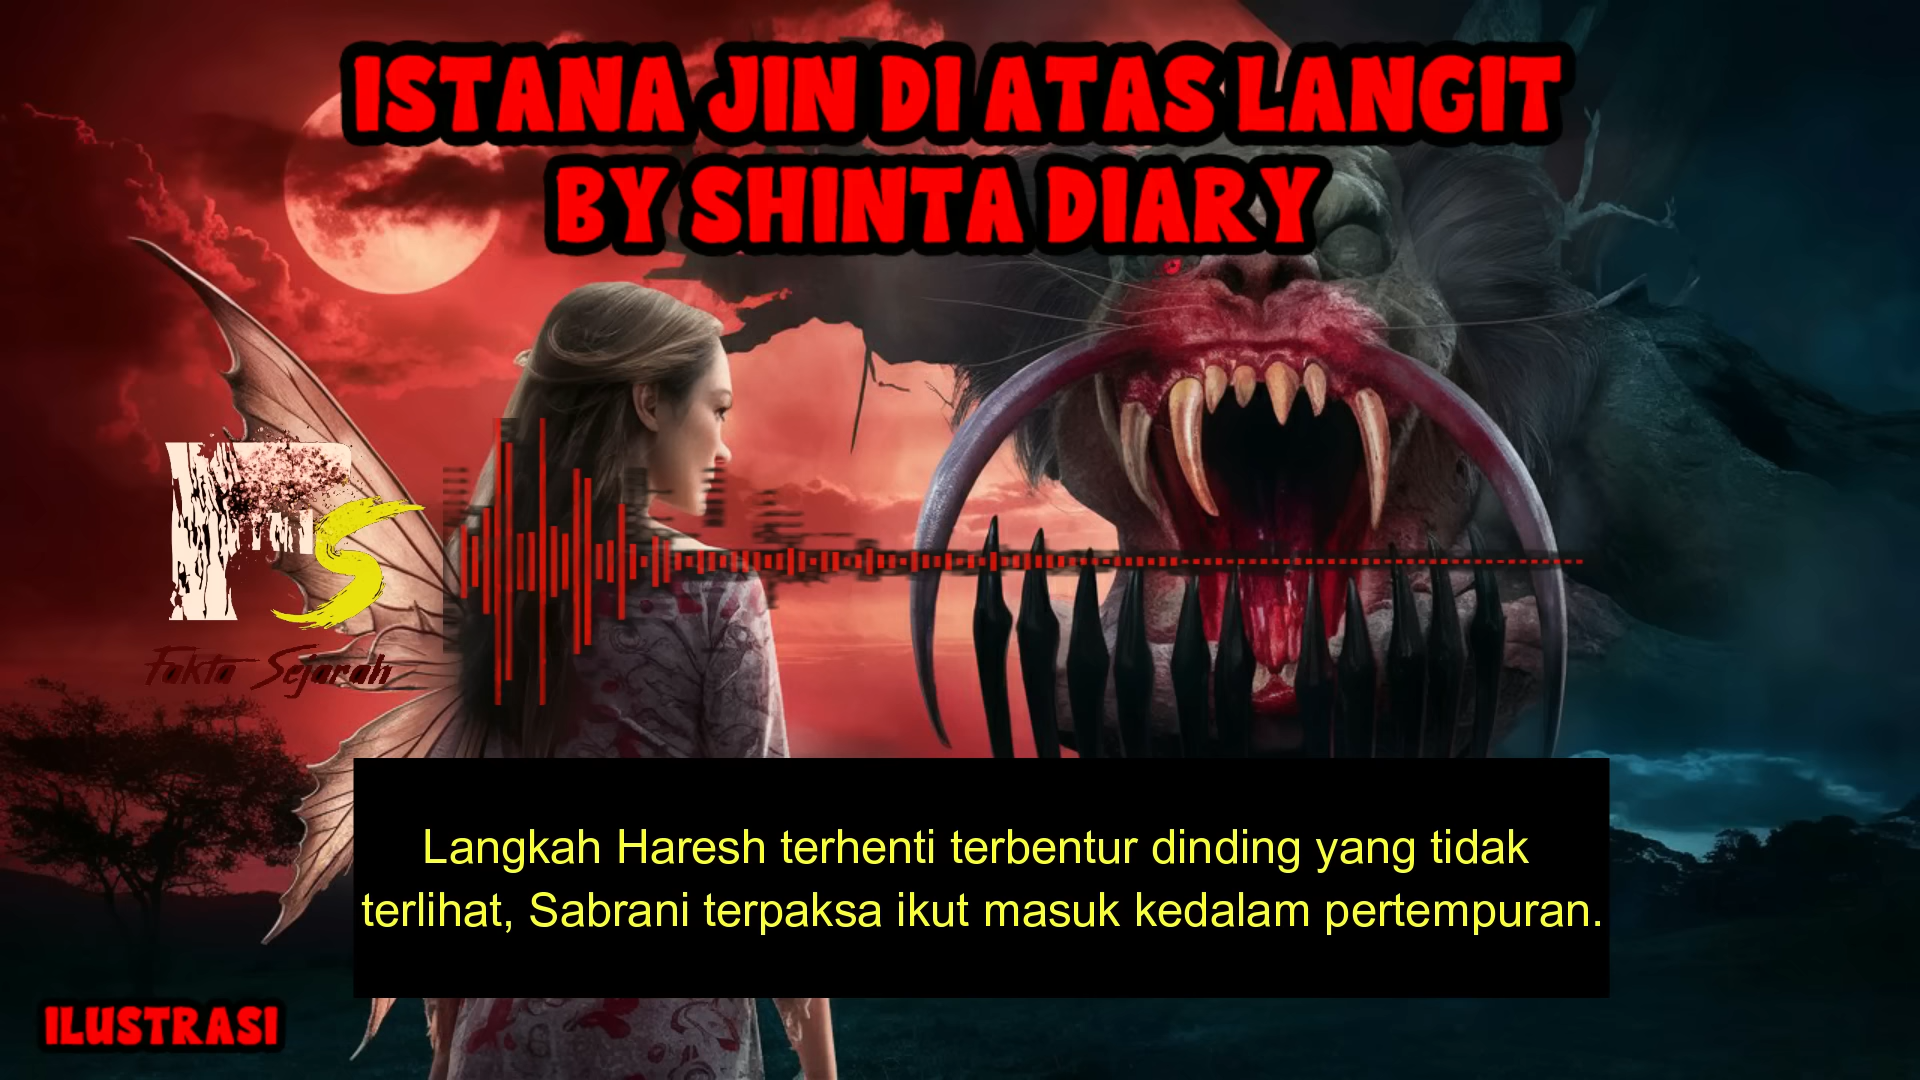 ISTANA JIN DI ATAS LANGIT
BY SHINTA DIARY
FS
Fakta Sejarah
Langkah Haresh terhenti terbentur dinding yang tidak
terlihat, Sabrani terpaksa ikut masuk kedalam pertempuran.
ILUSTRASI